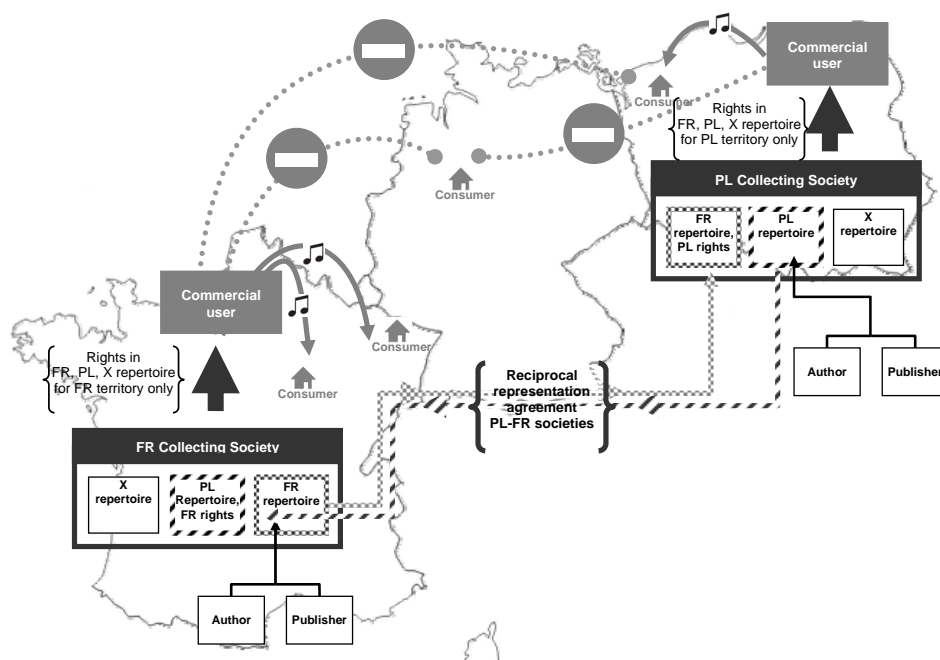 Commercial
user
Consumer
Rights in
FR, PL, X repertoire
for PL territory only
Consumer
PL Collecting Society
FR
repertoire,
PL rights
PL
repertoire
X
repertoire
Commercial
user
Rights in
FR, PL, X repertoire
for FR territory only
Consumer
Consumer
Author
Publisher
Reciprocal
representation
agreement
PL-FR societies
FR Collecting Society
X
repertoire
PL
Repertoire,
FR rights
FR
repertoire
Author
Publisher